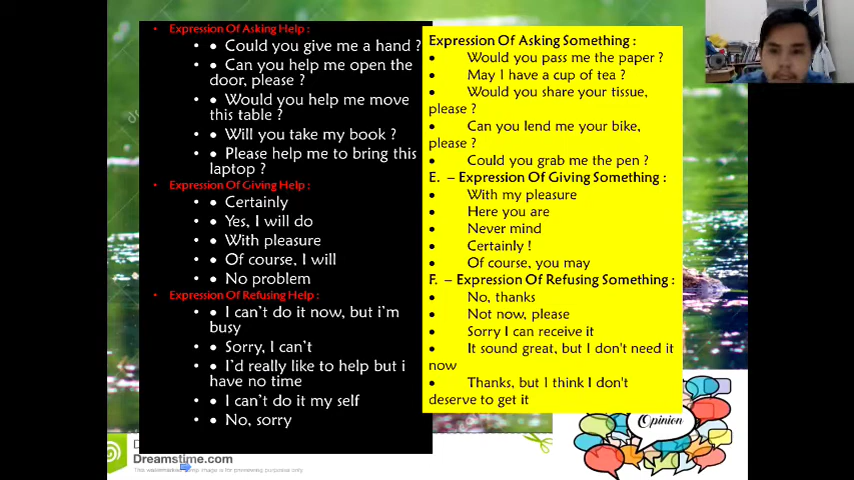 Expression Of Asking Help :
Could you give me a hand ?
Can you help me open the
door, please ?
Would you help me move
this table ?
Will you take my book ?
Please help me to bring this
laptop ?
Expression Of Giving Help :
Certainly
Yes, I will do
With pleasure
Of course, I will
No problem
Expression Of Refusing Help :
I can't do it now, but i'm
busy
Sorry, I can't
I'd really like to help but i
have no time
I can't do it my self
No, sorry
Expression Of Asking Something :
Would you pass me the paper ?
May I have a cup of tea ?
Would you share your tissue,
please ?
Can you lend me your bike,
please ?
Could you grab me the pen ?
E. – Expression Of Giving Something :
With my pleasure
Here you are
Never mind
Certainly !
Of course, you may
F. – Expression Of Refusing Something :
No, thanks
Not now, please
Sorry I can receive it
It sound great, but I don't need it
now
Thanks, but I think I don't
deserve to get it
Opinion
Dreamstime.com